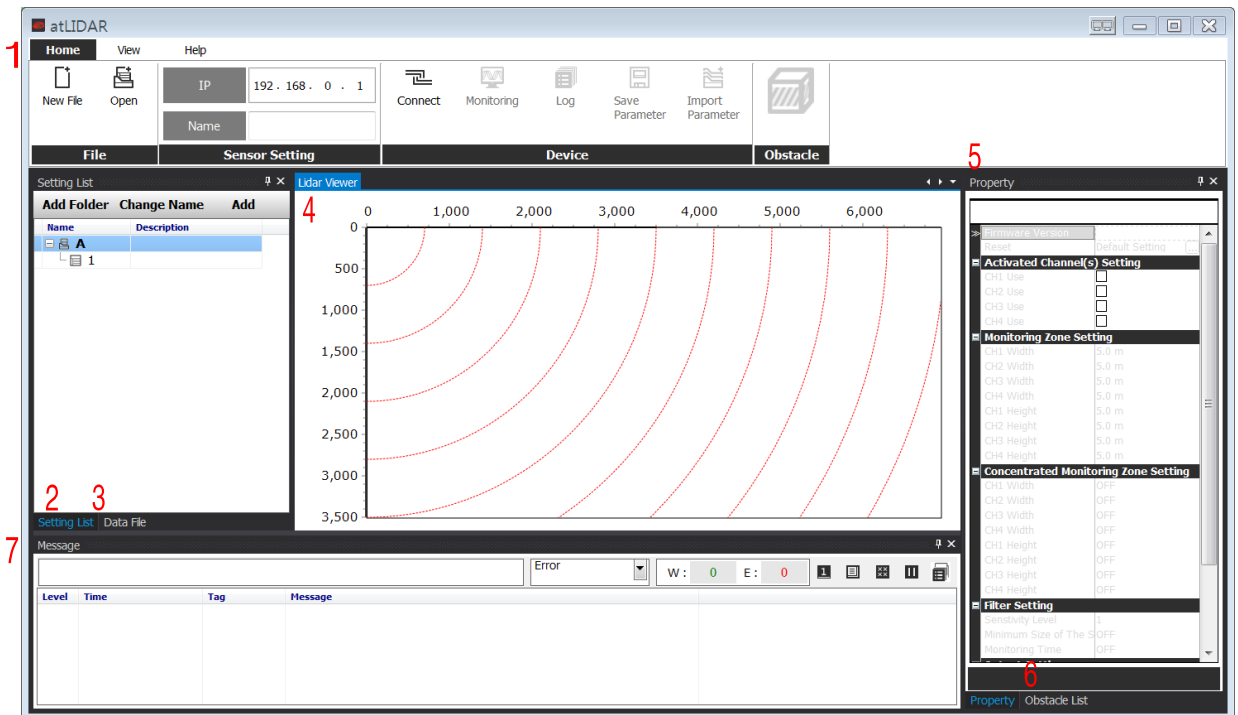 atLIDAR
1 Home View Help
New File Open IP 192. 168. 0 . 1 Connect Monitoring Log Save Parameter Import Parameter
Name
File Sensor Setting Device Obstacle
5
Setting List Lidar Viewer Property
Add Folder Change Name Add
Name Description
A
1
2 3
Setting List Data File
4
0 1,000 2,000 3,000 4,000 5,000 6,000
0
500
1,000
1,500
2,000
2,500
3,000
3,500
Firmware Version
Reset Default Setting ...
Activated Channel(s) Setting
CH1 Use
CH2 Use
CH3 Use
CH4 Use
Monitoring Zone Setting
CH1 Width 5.0 m
CH2 Width 5.0 m
CH3 Width 5.0 m
CH4 Width 5.0 m
CH1 Height 5.0 m
CH2 Height 5.0 m
CH3 Height 5.0 m
CH4 Height 5.0 m
Concentrated Monitoring Zone Setting
CH1 Width OFF
CH2 Width OFF
CH3 Width OFF
CH4 Width OFF
CH1 Height OFF
CH2 Height OFF
CH3 Height OFF
CH4 Height OFF
Filter Setting
Senstivity Level 1
Minimum Size of The S OFF
Monitoring Time OFF
6
Property Obstacle List
7 Message
Error W : 0 E : 0 1
Level Time Tag Message